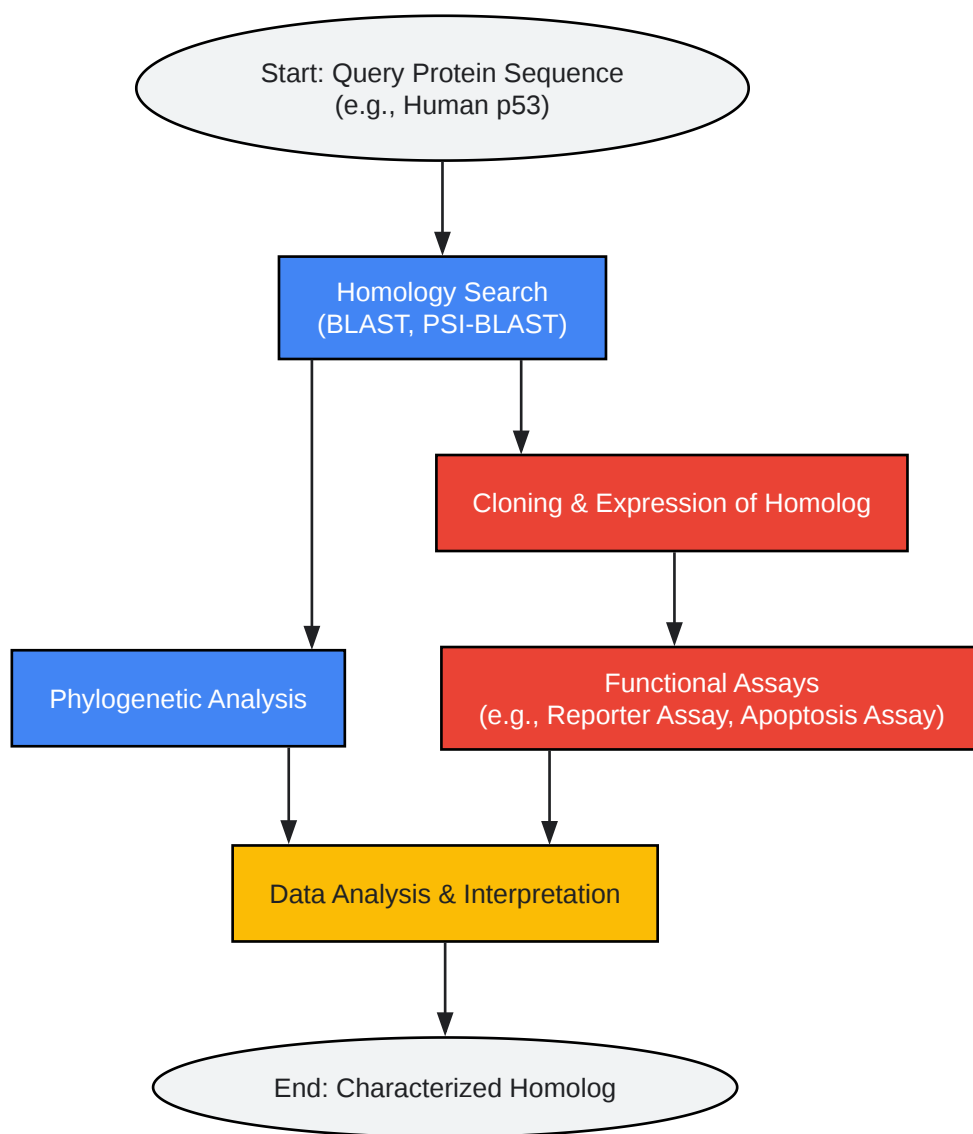 Start: Query Protein Sequence
(e.g., Human p53)
Homology Search
(BLAST, PSI-BLAST)
Cloning & Expression of Homolog
Phylogenetic Analysis
Functional Assays
(e.g., Reporter Assay, Apoptosis Assay)
Data Analysis & Interpretation
End: Characterized Homolog